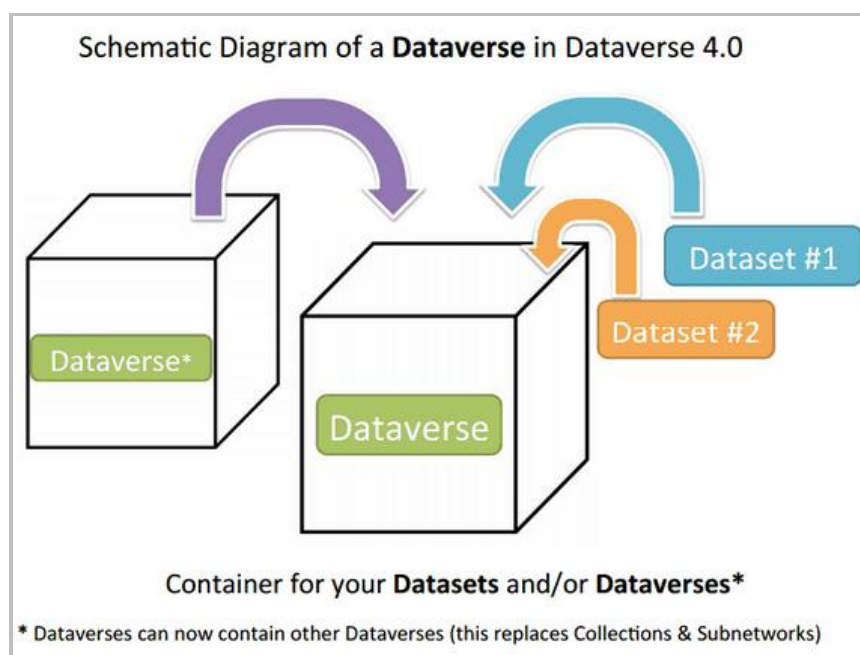 Schematic Diagram of a Dataverse in Dataverse 4.0
Dataset #1
Dataset #2
Dataverse*
Dataverse
Container for your Datasets and/or Dataverses*
* Dataverses can now contain other Dataverses (this replaces Collections & Subnetworks)